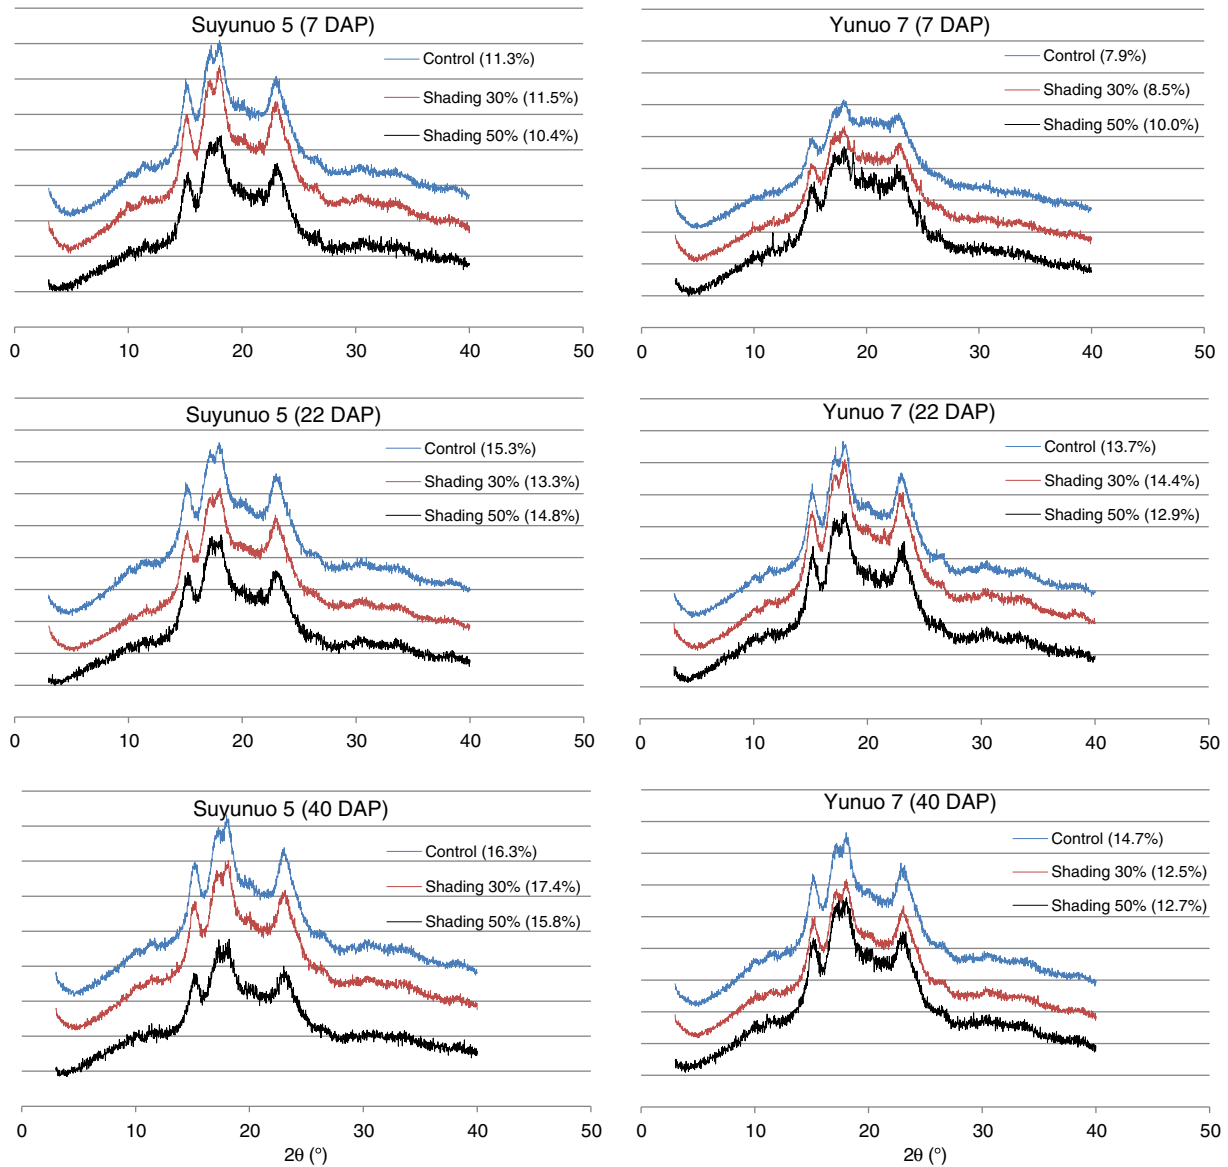 Suyunuo 5 (7 DAP)
Control (11.3%)
Shading 30% (11.5%)
Shading 50% (10.4%)
0 10 20 30 40 50
Yunuo 7 (7 DAP)
Control (7.9%)
Shading 30% (8.5%)
Shading 50% (10.0%)
0 10 20 30 40 50
Suyunuo 5 (22 DAP)
Control (15.3%)
Shading 30% (13.3%)
Shading 50% (14.8%)
0 10 20 30 40 50
Yunuo 7 (22 DAP)
Control (13.7%)
Shading 30% (14.4%)
Shading 50% (12.9%)
0 10 20 30 40 50
Suyunuo 5 (40 DAP)
Control (16.3%)
Shading 30% (17.4%)
Shading 50% (15.8%)
0 10 20 30 40 50
2θ (°)
Yunuo 7 (40 DAP)
Control (14.7%)
Shading 30% (12.5%)
Shading 50% (12.7%)
0 10 20 30 40 50
2θ (°)